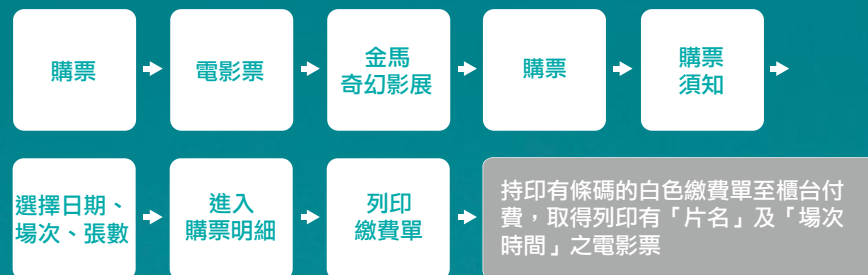 購票
電影票
金馬
奇幻影展
購票
購票
須知
選擇日期、
場次、張數
進入
購票明細
列印
繳費單
持印有條碼的白色繳費單至櫃台付
費，取得列印有「片名」及「場次
時間」之電影票